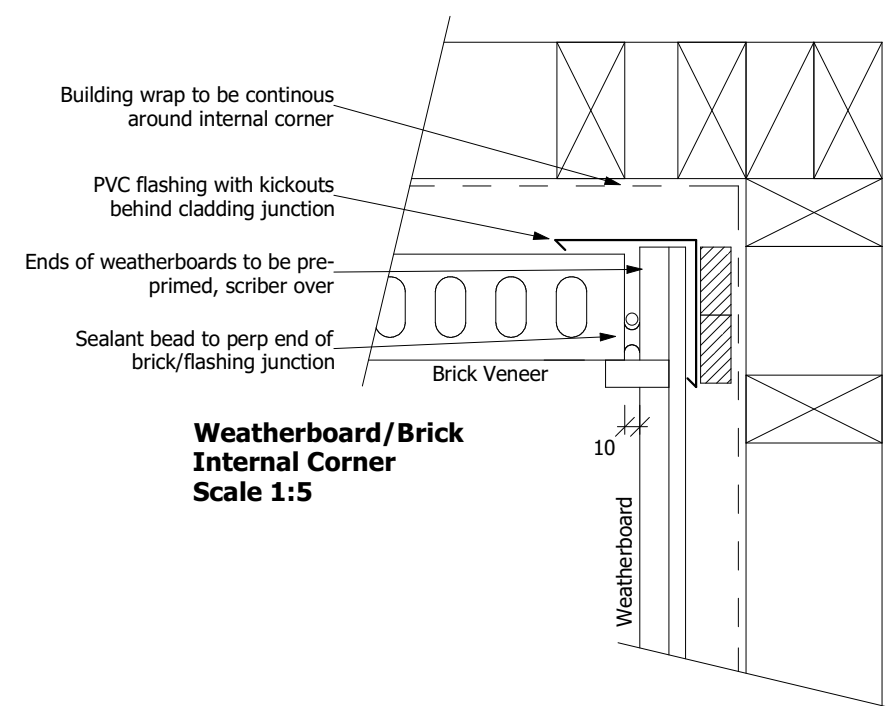 Building wrap to be continous
around internal corner
PVC flashing with kickouts
behind cladding junction
Ends of weatherboards to be pre-
primed, scriber over
Sealant bead to perp end of
brick/flashing junction
Brick Veneer
10
Weatherboard
Weatherboard/Brick
Internal Corner
Scale 1:5